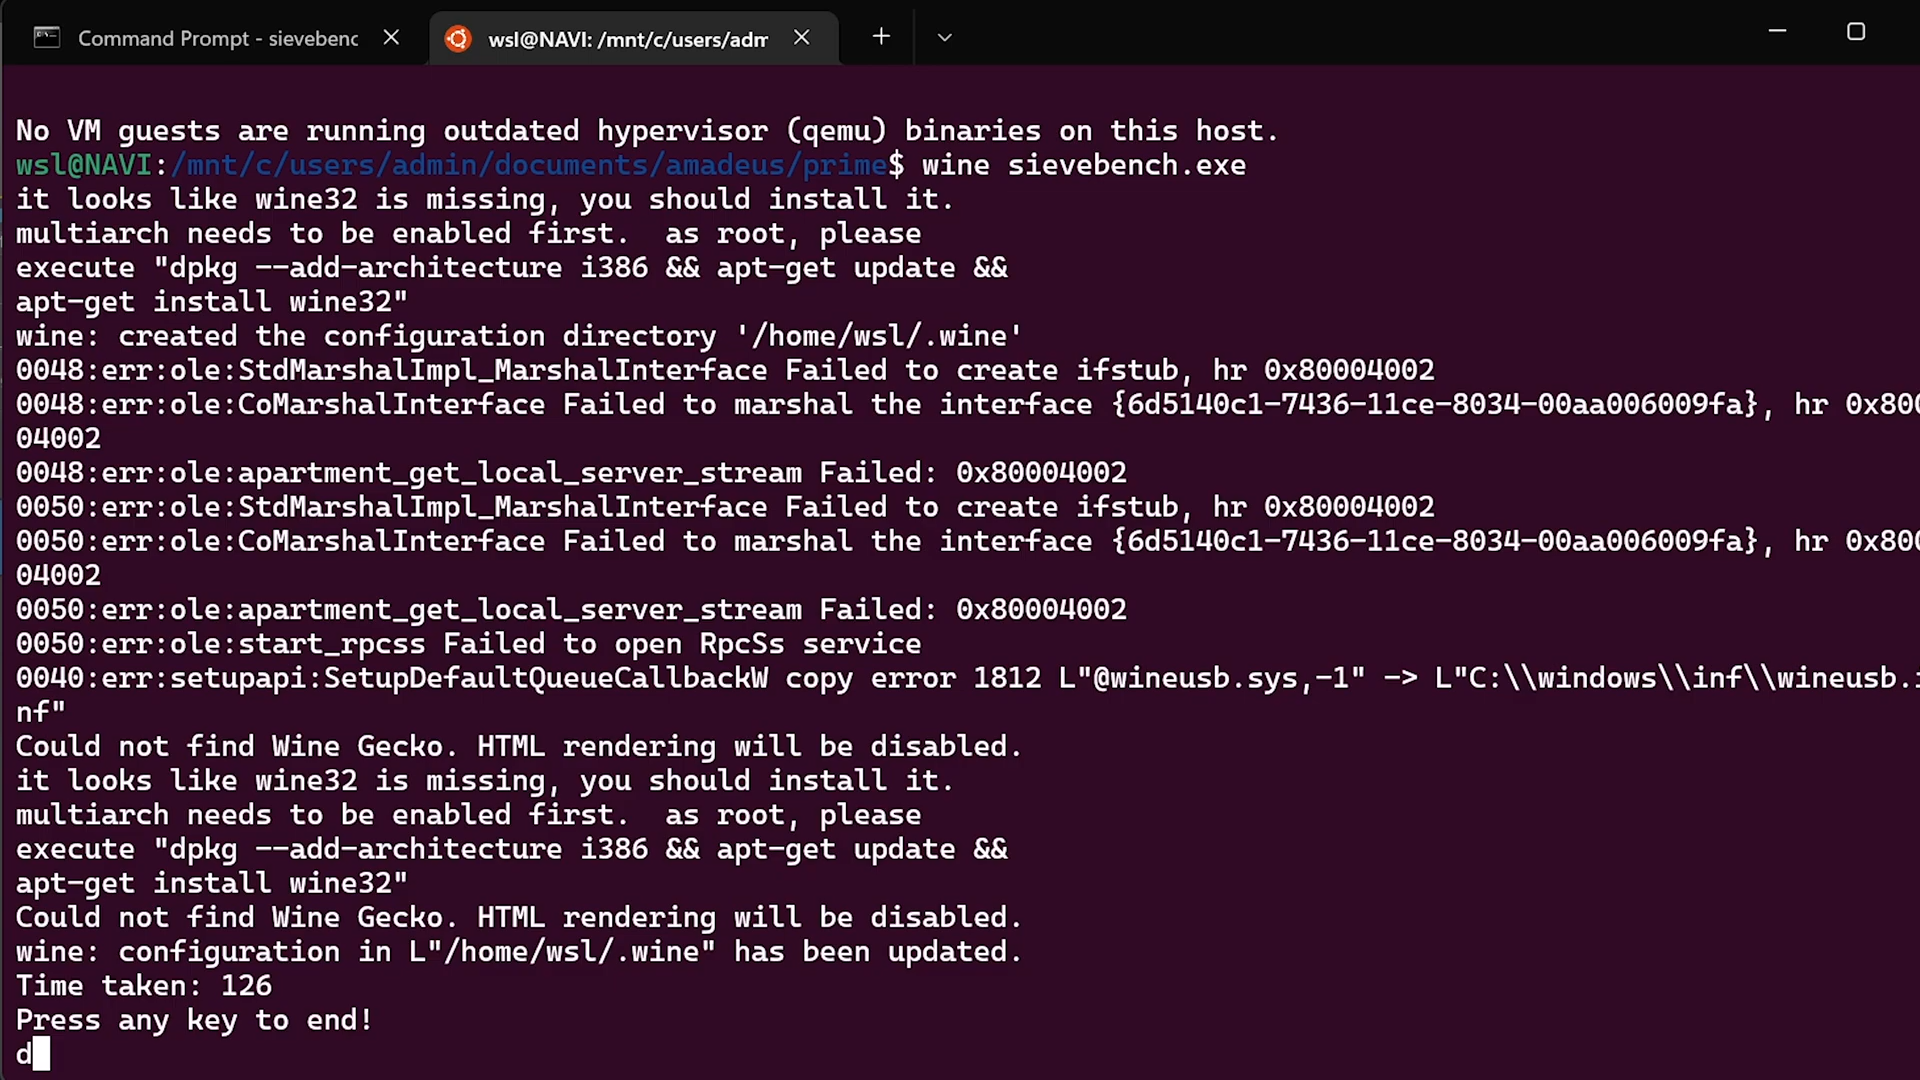 Command Prompt - sievebenc
wsl@NAVI: /mnt/c/users/adm
No VM guests are running outdated hypervisor (qemu) binaries on this host.
wsl@NAVI:/mnt/c/users/admin/documents/amadeus/prime$ wine sievebench.exe
it looks like wine32 is missing, you should install it.
multiarch needs to be enabled first.  as root, please
execute "dpkg --add-architecture i386 && apt-get update &&
apt-get install wine32"
wine: created the configuration directory '/home/wsl/.wine'
0048:err:ole:StdMarshalImpl_MarshalInterface Failed to create ifstub, hr 0x80004002
0048:err:ole:CoMarshalInterface Failed to marshal the interface {6d5140c1-7436-11ce-8034-00aa006009fa}, hr 0x800
04002
0048:err:ole:apartment_get_local_server_stream Failed: 0x80004002
0050:err:ole:StdMarshalImpl_MarshalInterface Failed to create ifstub, hr 0x80004002
0050:err:ole:CoMarshalInterface Failed to marshal the interface {6d5140c1-7436-11ce-8034-00aa006009fa}, hr 0x800
04002
0050:err:ole:apartment_get_local_server_stream Failed: 0x80004002
0050:err:ole:start_rpcss Failed to open RpcSs service
0040:err:setupapi:SetupDefaultQueueCallbackW copy error 1812 L"@wineusb.sys,-1" -> L"C:\\windows\\inf\\wineusb.i
nf"
Could not find Wine Gecko. HTML rendering will be disabled.
it looks like wine32 is missing, you should install it.
multiarch needs to be enabled first.  as root, please
execute "dpkg --add-architecture i386 && apt-get update &&
apt-get install wine32"
Could not find Wine Gecko. HTML rendering will be disabled.
wine: configuration in L"/home/wsl/.wine" has been updated.
Time taken: 126
Press any key to end!
d